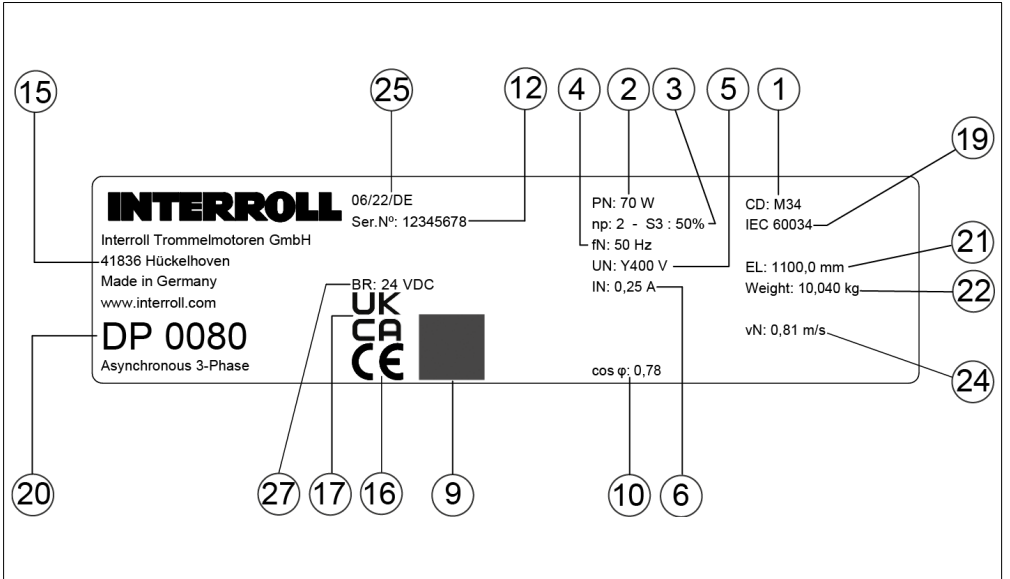 15
25
12
4
2
3
5
1
19
INTERROLL
Interroll Trommelmotoren GmbH
41836 Hückelhoven
Made in Germany
www.interroll.com
DP 0080
Asynchronous 3-Phase
06/22/DE
Ser.Nº: 12345678
BR: 24 VDC
UK
CA
CE
PN: 70 W
np: 2 - S3 : 50%
fN: 50 Hz
UN: Y400 V
IN: 0,25 A
cos φ: 0,78
CD: M34
IEC 60034
EL: 1100,0 mm
Weight: 10,040 kg
vN: 0,81 m/s
21
22
24
20
27
17
16
9
10
6